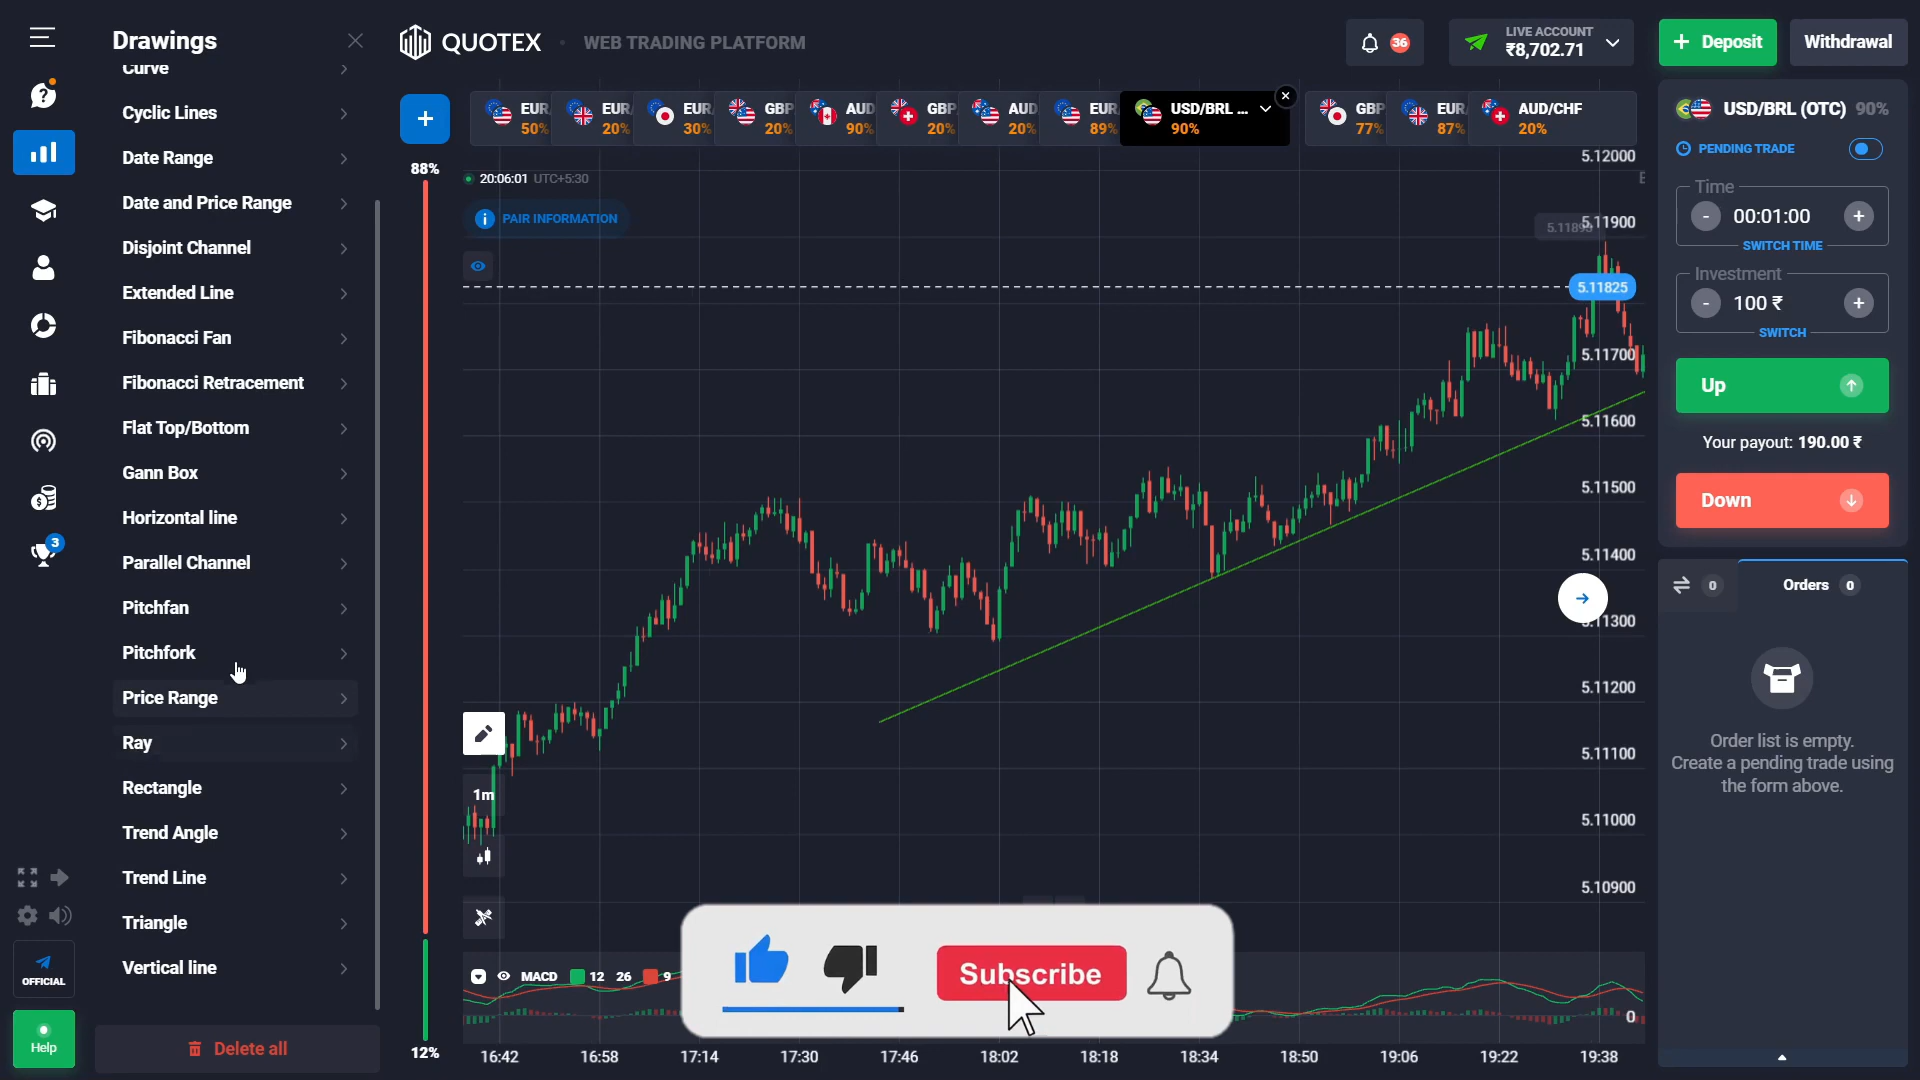 Drawings
Curve
Cyclic Lines
Date Range
Date and Price Range
Disjoint Channel
Extended Line
Fibonacci Fan
Fibonacci Retracement
Flat Top/Bottom
Gann Box
Horizontal line
Parallel Channel
Pitchfan
Pitchfork
Price Range
Ray
Rectangle
Trend Angle
Trend Line
Triangle
Vertical line
Delete all
3
OFFICIAL
Help
QUOTEX
WEB TRADING PLATFORM
36
LIVE ACCOUNT
₹8,702.71
+ Deposit
Withdrawal
+
EUR/
50%
EUR/
20%
EUR/
30%
GBP
20%
AUD
90%
GBP
20%
AUD
20%
EUR/
89%
USD/BRL ...
90%
GBP
77%
EUR/
87%
AUD/CHF
20%
88%
12%
20:06:01 UTC+5:30
PAIR INFORMATION
5.12000
5.11900
5.11825
5.11700
5.11600
5.11500
5.11400
5.11300
5.11200
5.11100
5.11000
5.10900
0
1m
MACD 12 26 9
Subscribe
16:42 16:58 17:14 17:30 17:46 18:02 18:18 18:34 18:50 19:06 19:22 19:38
USD/BRL (OTC) 90%
PENDING TRADE
Time
- 00:01:00 +
SWITCH TIME
Investment
- 100 ₹ +
SWITCH
Up
Your payout: 190.00 ₹
Down
0
Orders 0
Order list is empty.
Create a pending trade using
the form above.